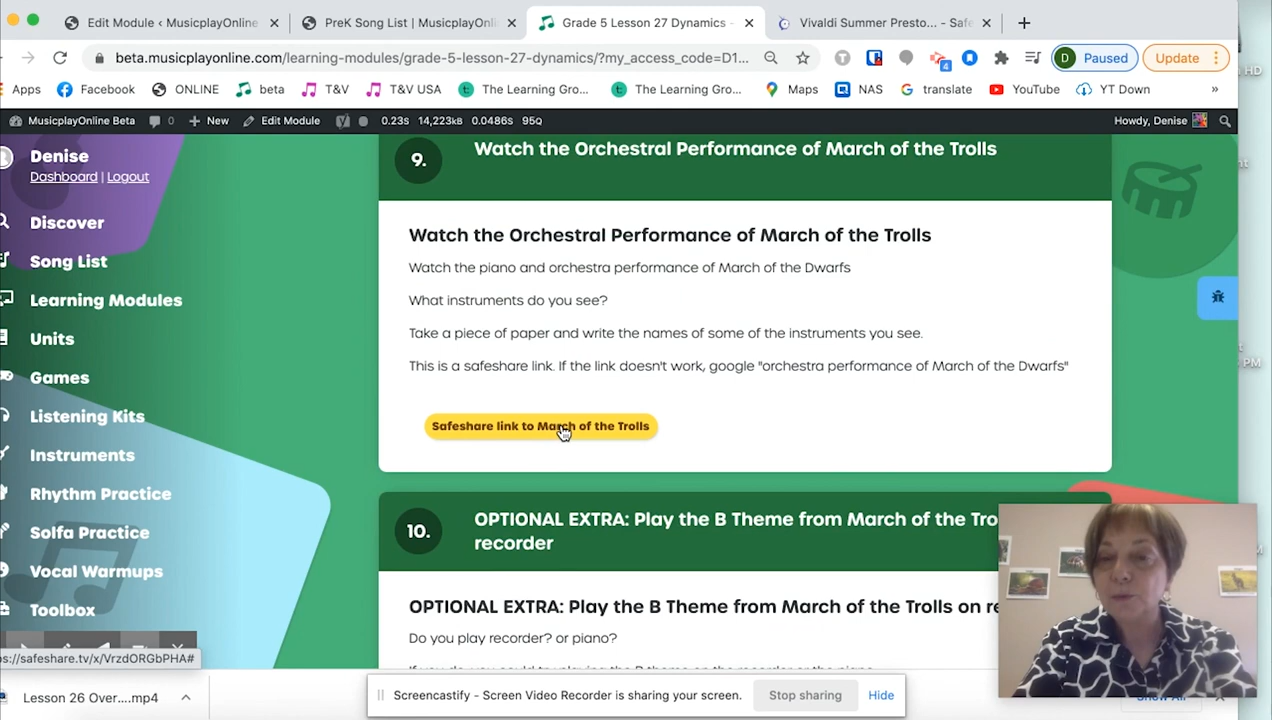 Edit Module ‹ MusicplayOnline
PreK Song List | MusicplayOnli
Grade 5 Lesson 27 Dynamics -
Vivaldi Summer Presto... - Safe
beta.musicplayonline.com/learning-modules/grade-5-lesson-27-dynamics/?my_access_code=D1...
4
D Paused
Update
Apps
Facebook
ONLINE
beta
T&V
T&V USA
The Learning Gro...
The Learning Gro...
Maps
NAS
translate
YouTube
YT Down
»
MusicplayOnline Beta
0
New
Edit Module
0.23s 14,223kB 0.0486s 95Q
Howdy, Denise
Denise
Dashboard | Logout
Discover
Song List
Learning Modules
Units
Games
Listening Kits
Instruments
Rhythm Practice
Solfa Practice
Vocal Warmups
Toolbox
9.
Watch the Orchestral Performance of March of the Trolls
Watch the Orchestral Performance of March of the Trolls
Watch the piano and orchestra performance of March of the Dwarfs
What instruments do you see?
Take a piece of paper and write the names of some of the instruments you see.
This is a safeshare link. If the link doesn't work, google "orchestra performance of March of the Dwarfs"
Safeshare link to March of the Trolls
10.
OPTIONAL EXTRA: Play the B Theme from March of the Tro
recorder
OPTIONAL EXTRA: Play the B Theme from March of the Trolls on re
Do you play recorder? or piano?
ps://safeshare.tv/x/VrzdORGbPHA#
Lesson 26 Over....mp4
Screencastify - Screen Video Recorder is sharing your screen.
Stop sharing
Hide